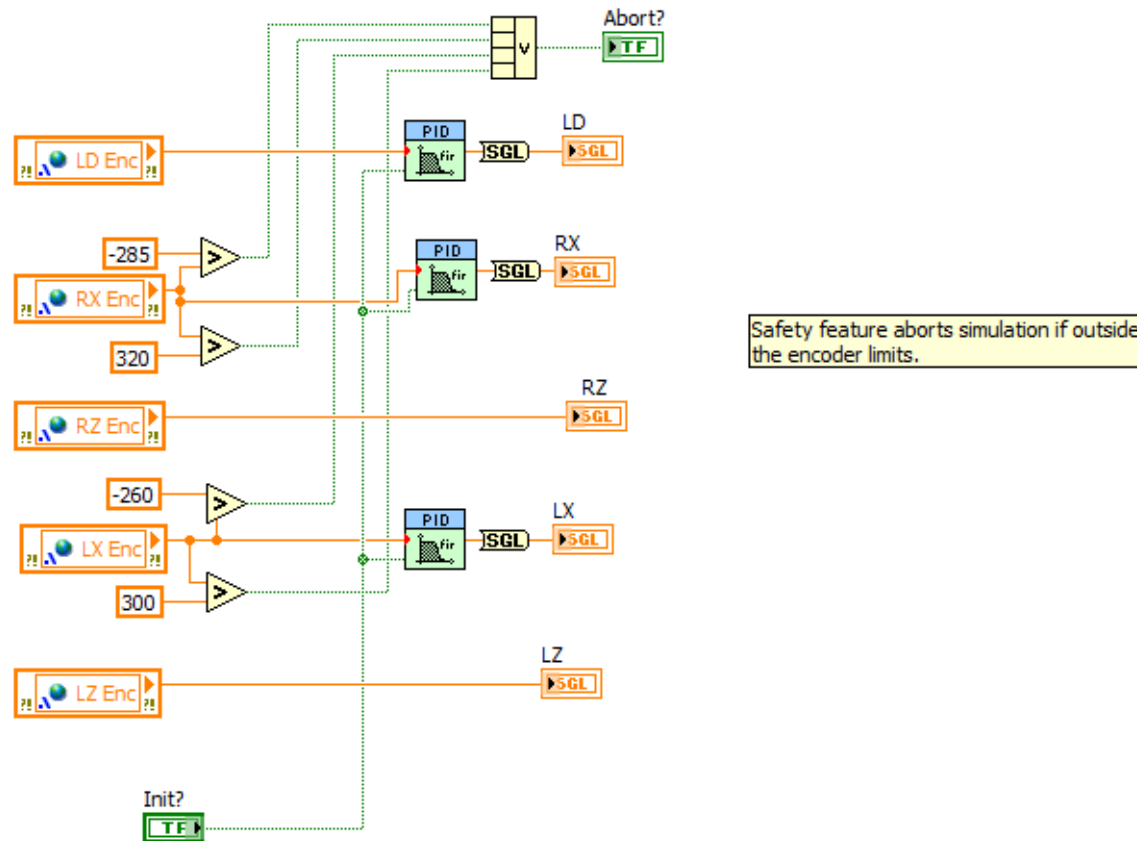 Abort?
V
TF
LD
PID
fir
SGL
SGL
?! LD Enc ?!
-285
>
RX
PID
fir
SGL
SGL
?! RX Enc ?!
320
>
Safety feature aborts simulation if outside
the encoder limits.
RZ
SGL
?! RZ Enc ?!
-260
>
LX
PID
fir
SGL
SGL
?! LX Enc ?!
300
>
LZ
SGL
?! LZ Enc ?!
Init?
TF